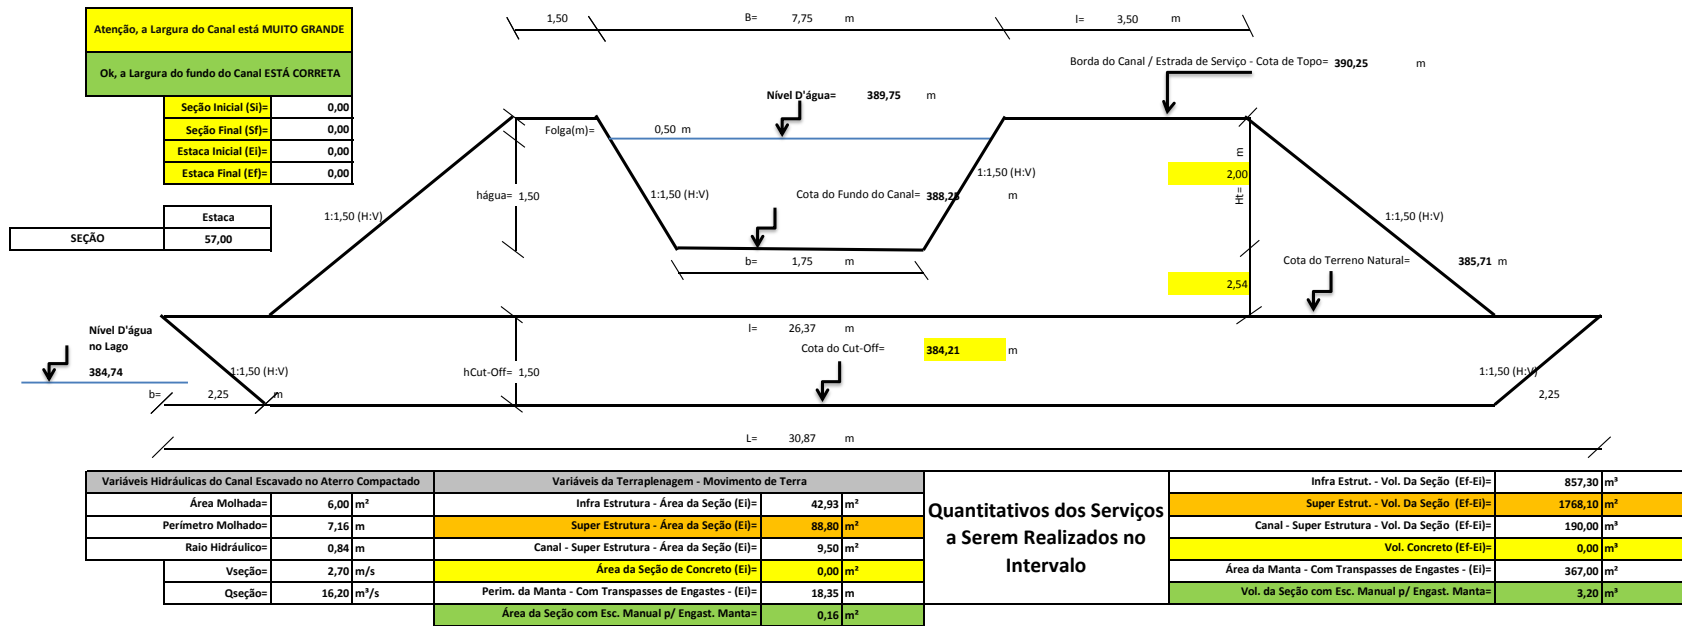 1,50
B= 7,75 m
l= 3,50 m
Atenção, a Largura do Canal está MUITO GRANDE
Ok, a Largura do fundo do Canal ESTÁ CORRETA
Borda do Canal / Estrada de Serviço - Cota de Topo= 390,25 m
Seção Inicial (Si)= 0,00
Seção Final (Sf)= 0,00
Estaca Inicial (Ei)= 0,00
Estaca Final (Ef)= 0,00
Nível D'água= 389,75 m
Folga(m)= 0,50 m
m
2,00
Ht=
1:1,50 (H:V)
hágua= 1,50
1:1,50 (H:V)
Cota do Fundo do Canal= 388,25 m
1:1,50 (H:V)
1:1,50 (H:V)
Estaca
SEÇÃO 57,00
b= 1,75 m
Cota do Terreno Natural= 385,71 m
2,54
Nível D'água
no Lago
384,74
l= 26,37 m
Cota do Cut-Off= 384,21 m
1:1,50 (H:V)
hCut-Off= 1,50
1:1,50 (H:V)
b= 2,25 m
2,25
L= 30,87 m
Variáveis Hidráulicas do Canal Escavado no Aterro Compactado
Área Molhada= 6,00 m²
Perímetro Molhado= 7,16 m
Raio Hidráulico= 0,84 m
Vseção= 2,70 m/s
Qseção= 16,20 m³/s
Variáveis da Terraplenagem - Movimento de Terra
Infra Estrutura - Área da Seção (Ei)= 42,93 m²
Super Estrutura - Área da Seção (Ei)= 88,80 m²
Canal - Super Estrutura - Área da Seção (Ei)= 9,50 m²
Área da Seção de Concreto (Ei)= 0,00 m²
Perim. da Manta - Com Transpasses de Engastes - (Ei)= 18,35 m
Área da Seção com Esc. Manual p/ Engast. Manta= 0,16 m²
Quantitativos dos Serviços
a Serem Realizados no
Intervalo
Infra Estrut. - Vol. Da Seção (Ef-Ei)= 857,30 m³
Super Estrut. - Vol. Da Seção (Ef-Ei)= 1768,10 m²
Canal - Super Estrutura - Vol. Da Seção (Ef-Ei)= 190,00 m³
Vol. Concreto (Ef-Ei)= 0,00 m³
Área da Manta - Com Transpasses de Engastes - (Ei)= 367,00 m²
Vol. da Seção com Esc. Manual p/ Engast. Manta= 3,20 m³